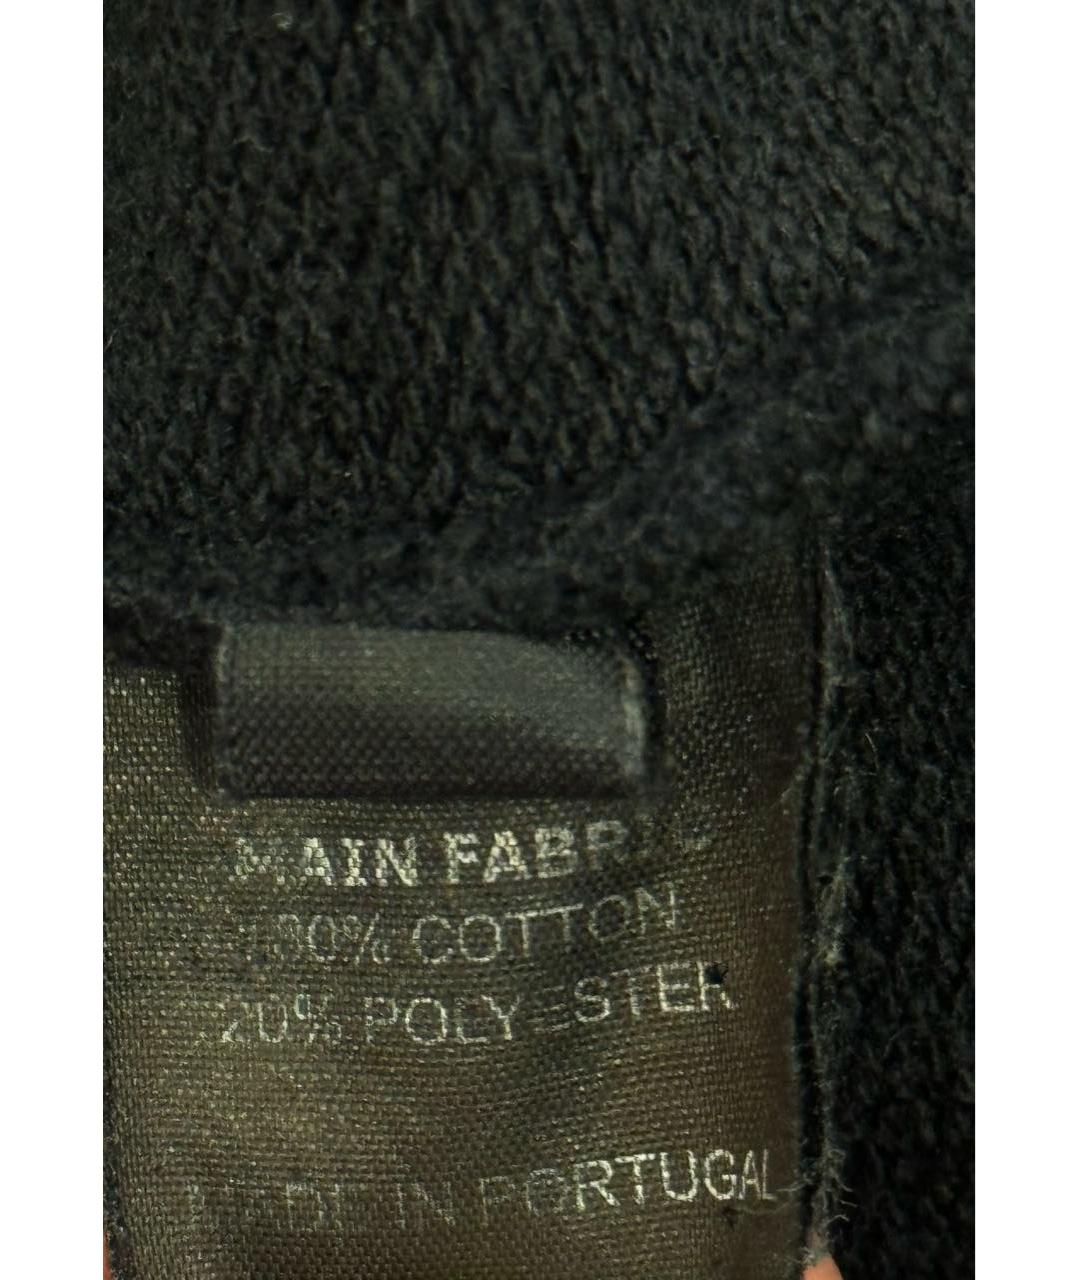 MAIN FABRIC
80% COTTON
20% POLYESTER
MADE IN PORTUGAL